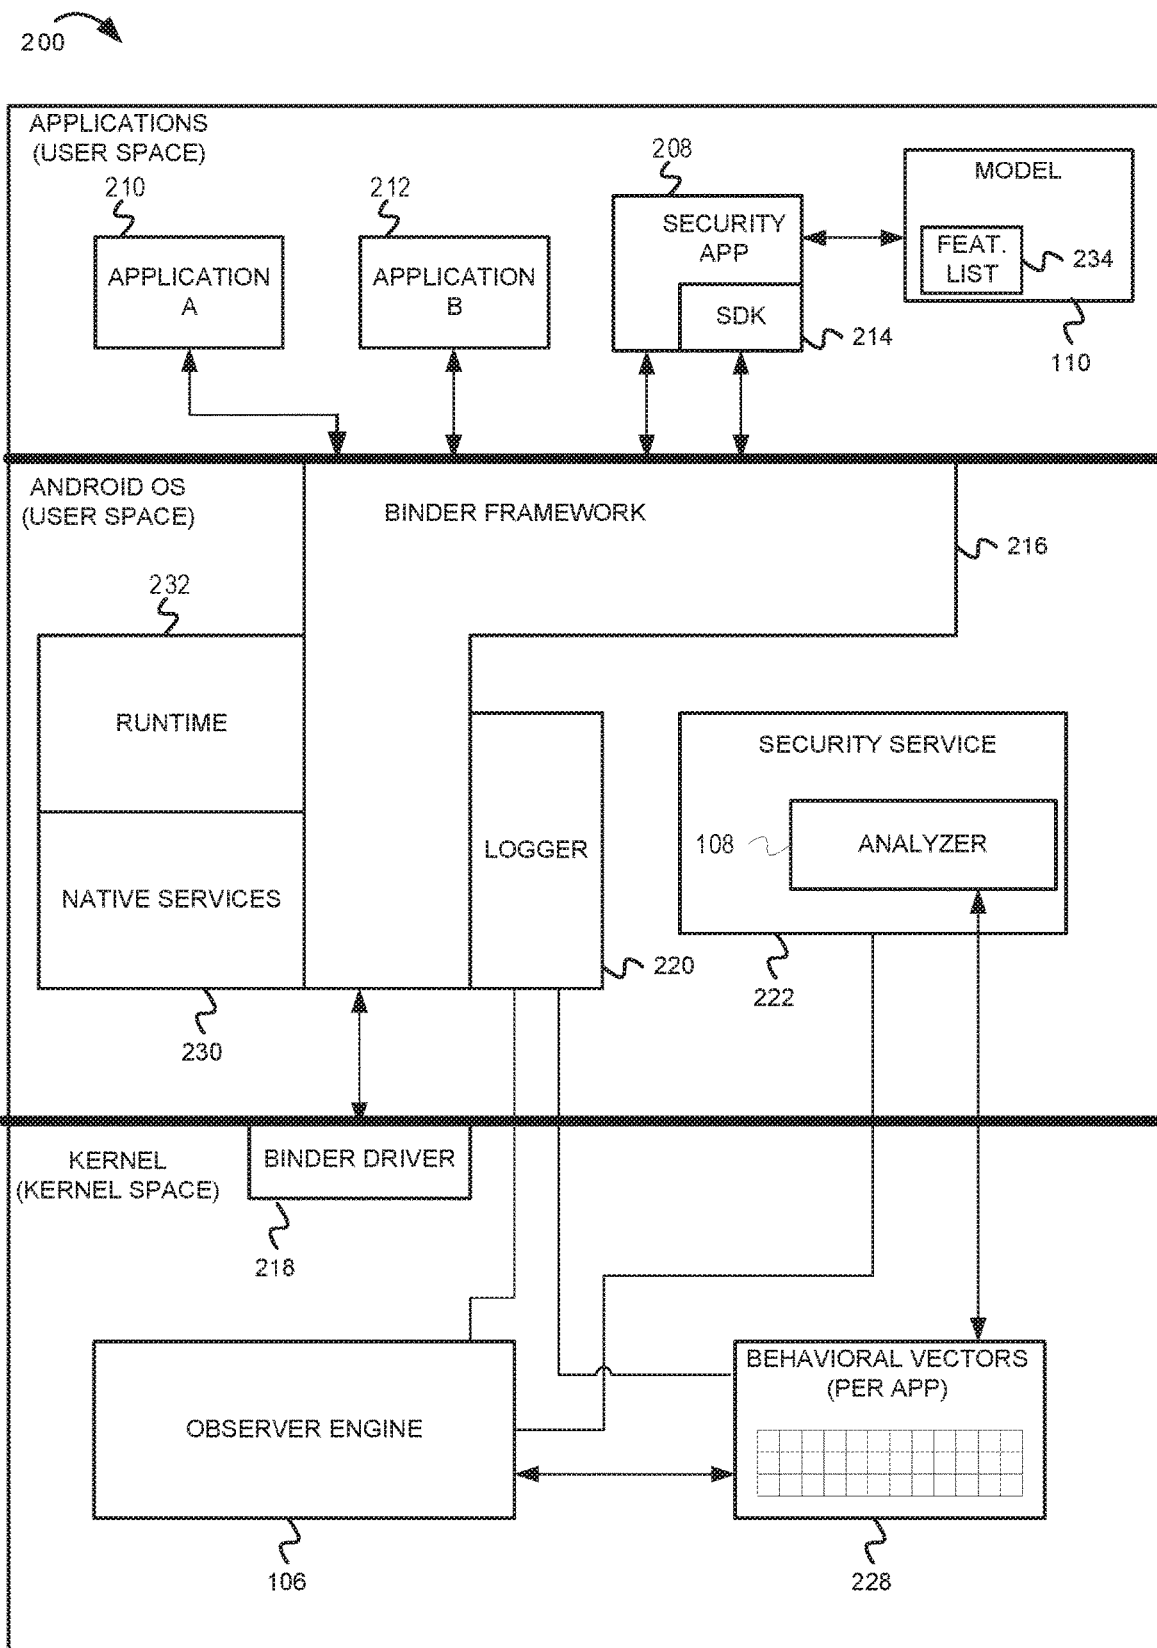 200
APPLICATIONS
(USER SPACE)
210
APPLICATION
A
212
APPLICATION
B
208
SECURITY
APP
SDK
214
MODEL
FEAT.
LIST
234
110
ANDROID OS
(USER SPACE)
BINDER FRAMEWORK
216
232
RUNTIME
NATIVE SERVICES
230
LOGGER
220
SECURITY SERVICE
108
ANALYZER
222
KERNEL
(KERNEL SPACE)
BINDER DRIVER
218
OBSERVER ENGINE
106
BEHAVIORAL VECTORS
(PER APP)
228